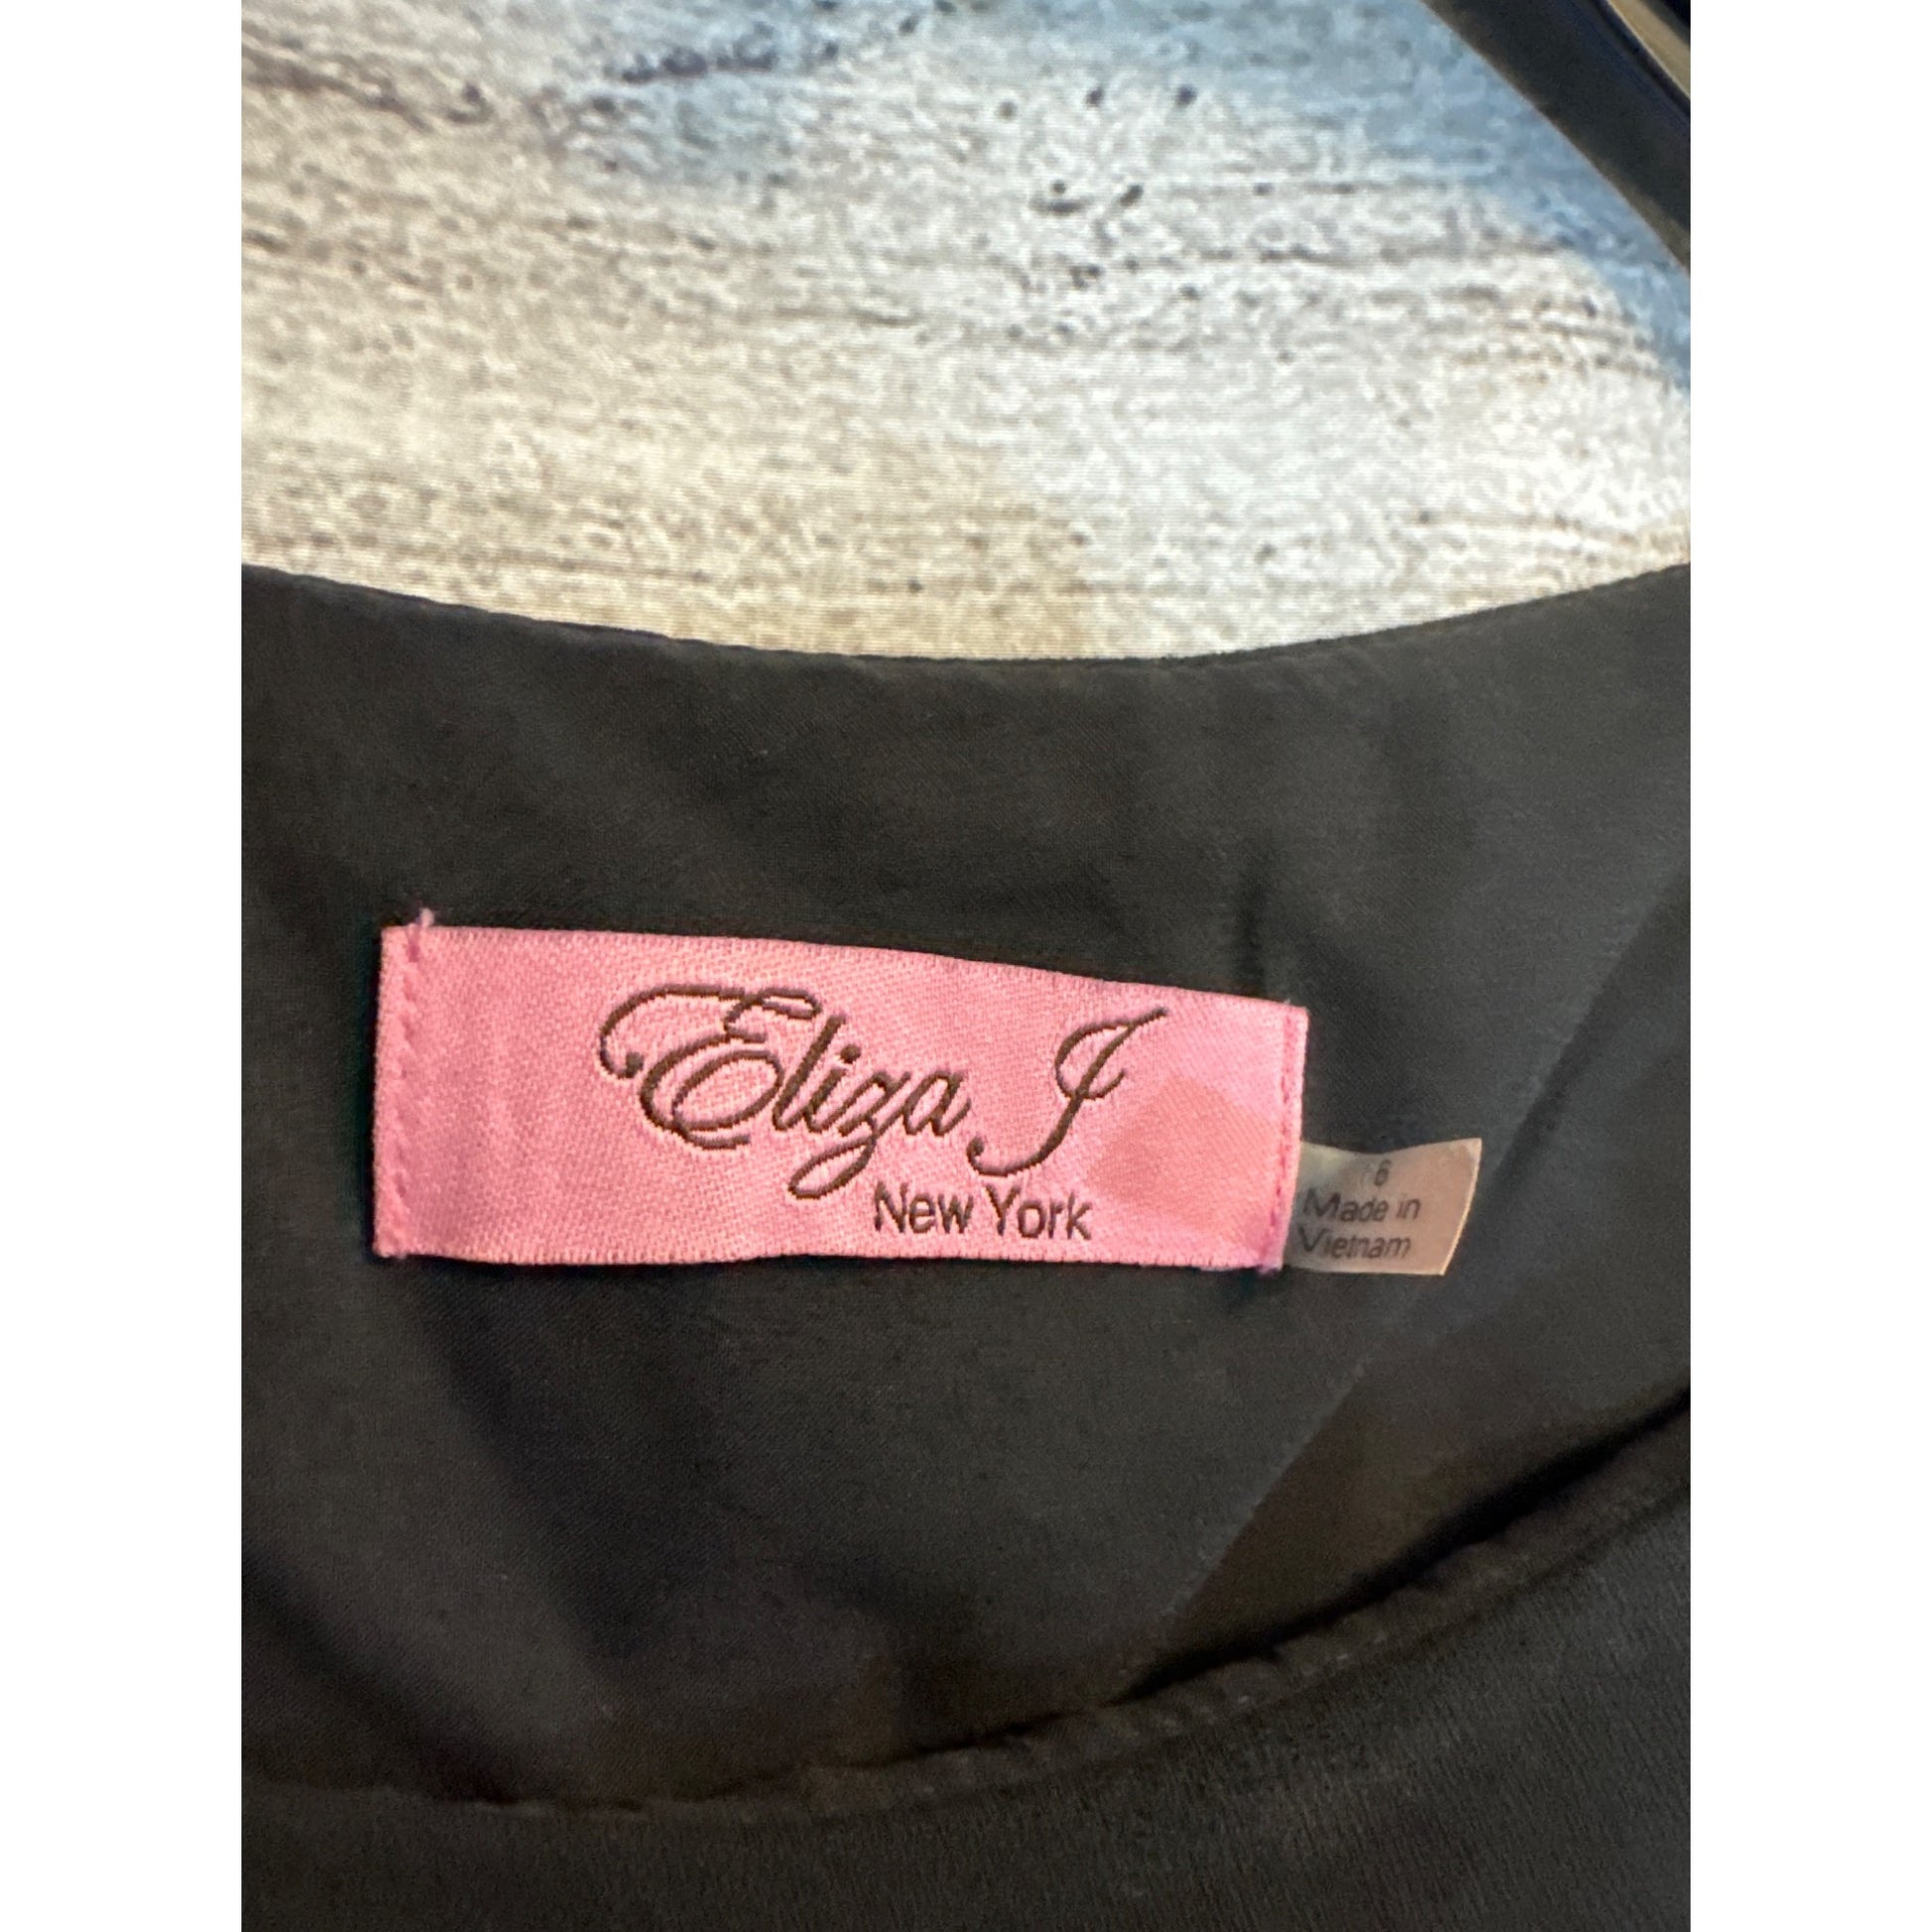 Eliza J
New York
6
Made in
Vietnam